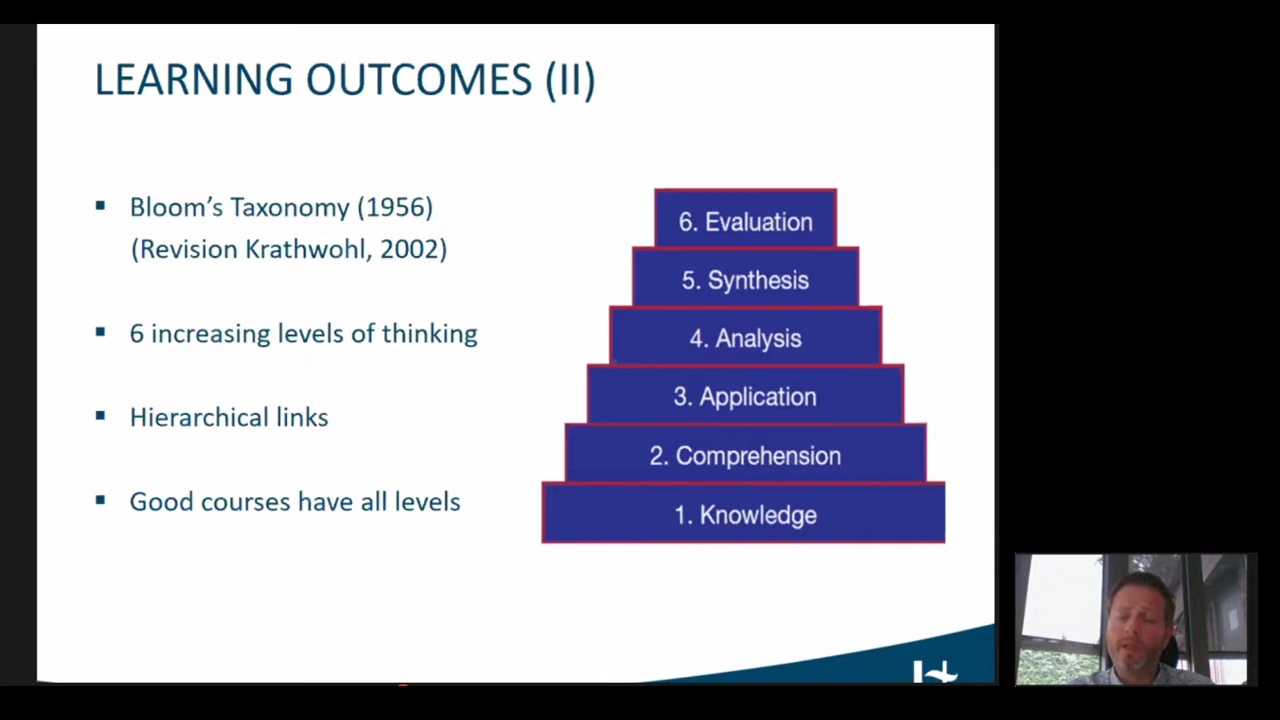 LEARNING OUTCOMES (II)
▪ Bloom’s Taxonomy (1956)
(Revision Krathwohl, 2002)
▪ 6 increasing levels of thinking
▪ Hierarchical links
▪ Good courses have all levels
6. Evaluation
5. Synthesis
4. Analysis
3. Application
2. Comprehension
1. Knowledge